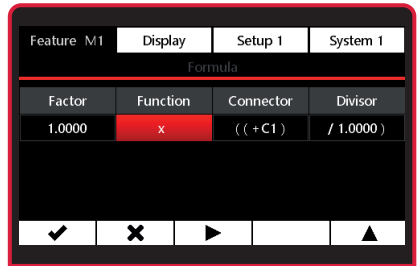 Feature M1 Display Setup 1 System 1
Formula
Factor Function Connector Divisor
1.0000 x ( ( + C1 ) / 1.0000 )